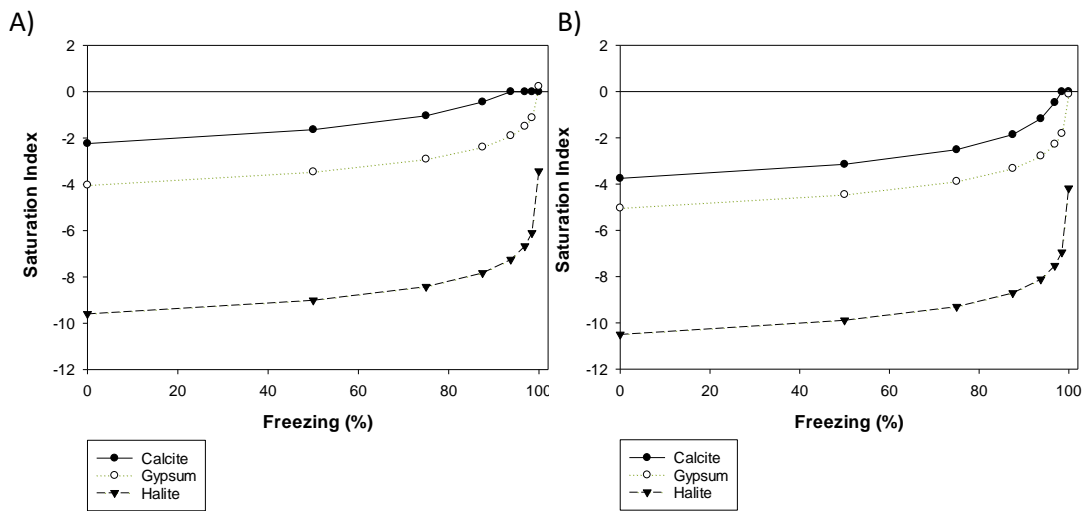 A)
2
0
-2
-4
-6
-8
-10
-12
Saturation Index
0 20 40 60 80 100
Freezing (%)
Calcite
Gypsum
Halite
B)
2
0
-2
-4
-6
-8
-10
-12
Saturation Index
0 20 40 60 80 100
Freezing (%)
Calcite
Gypsum
Halite